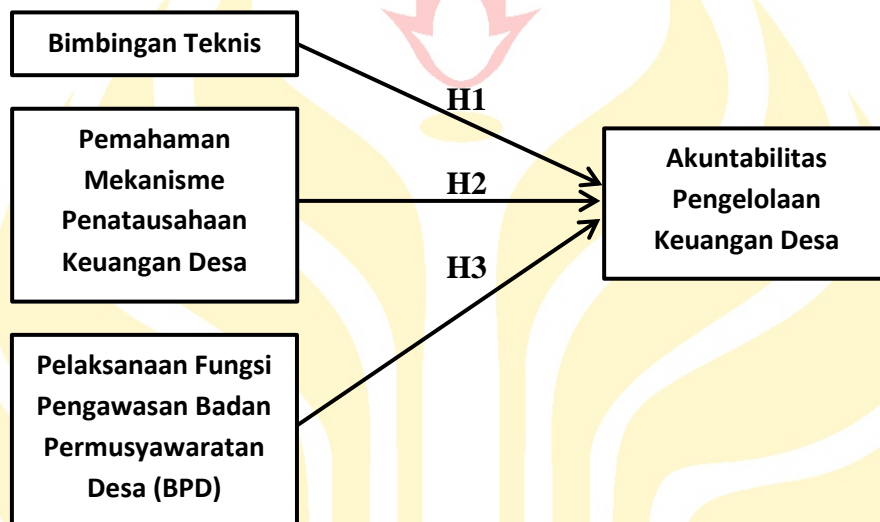 Bimbingan Teknis
H1
Pemahaman
Mekanisme
Penatausahaan
Keuangan Desa
H2
Akuntabilitas
Pengelolaan
Keuangan Desa
H3
Pelaksanaan Fungsi
Pengawasan Badan
Permusyawaratan
Desa (BPD)